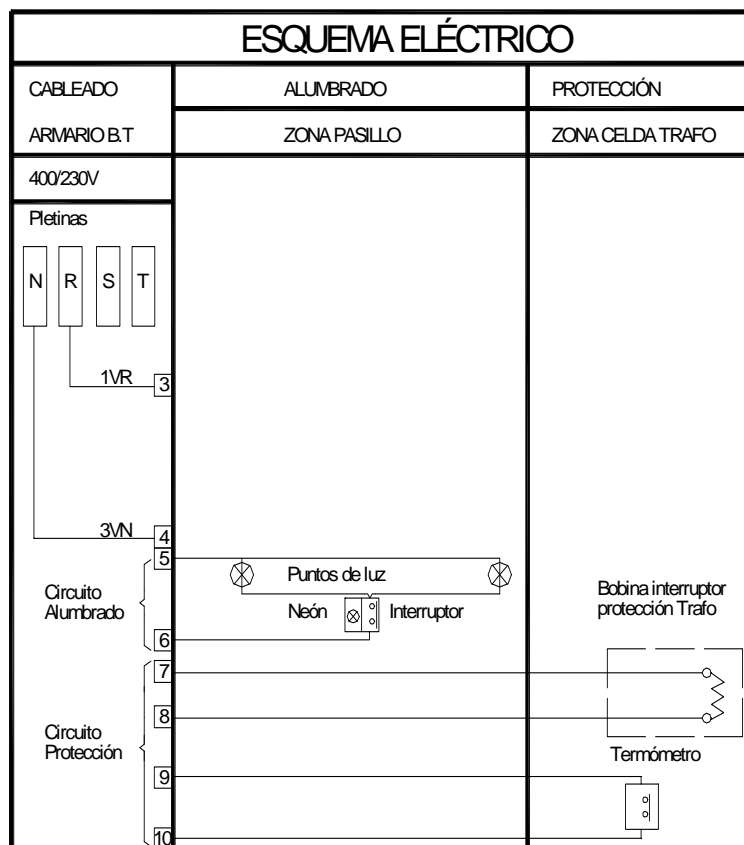 ESQUEMA ELÉCTRICO
CABLEADO
ALUMBRADO
PROTECCIÓN
ARMARIO B.T
ZONA PASILLO
ZONA CELDA TRAFO
400/230V
Pletinas
N R S T
1VR 3
3VN 4
5
Puntos de luz
Circuito
Alumbrado
Neón
Interruptor
Bobina interruptor
protección Trafo
6
7
8
Circuito
Protección
Termómetro
9
10